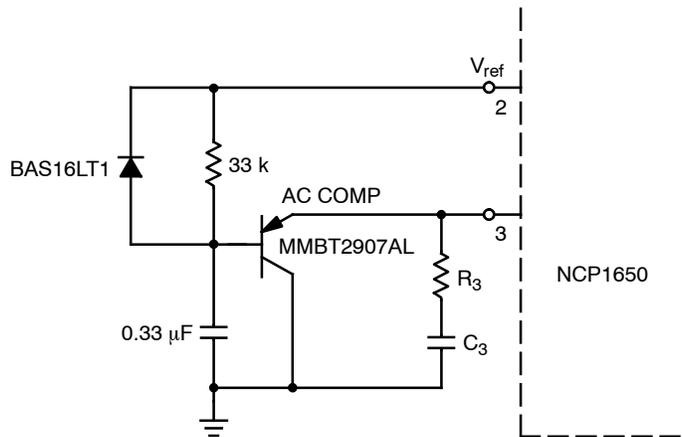 V_ref
2
BAS16LT1
33 k
AC COMP
3
MMBT2907AL
R_3
NCP1650
0.33 µF
C_3